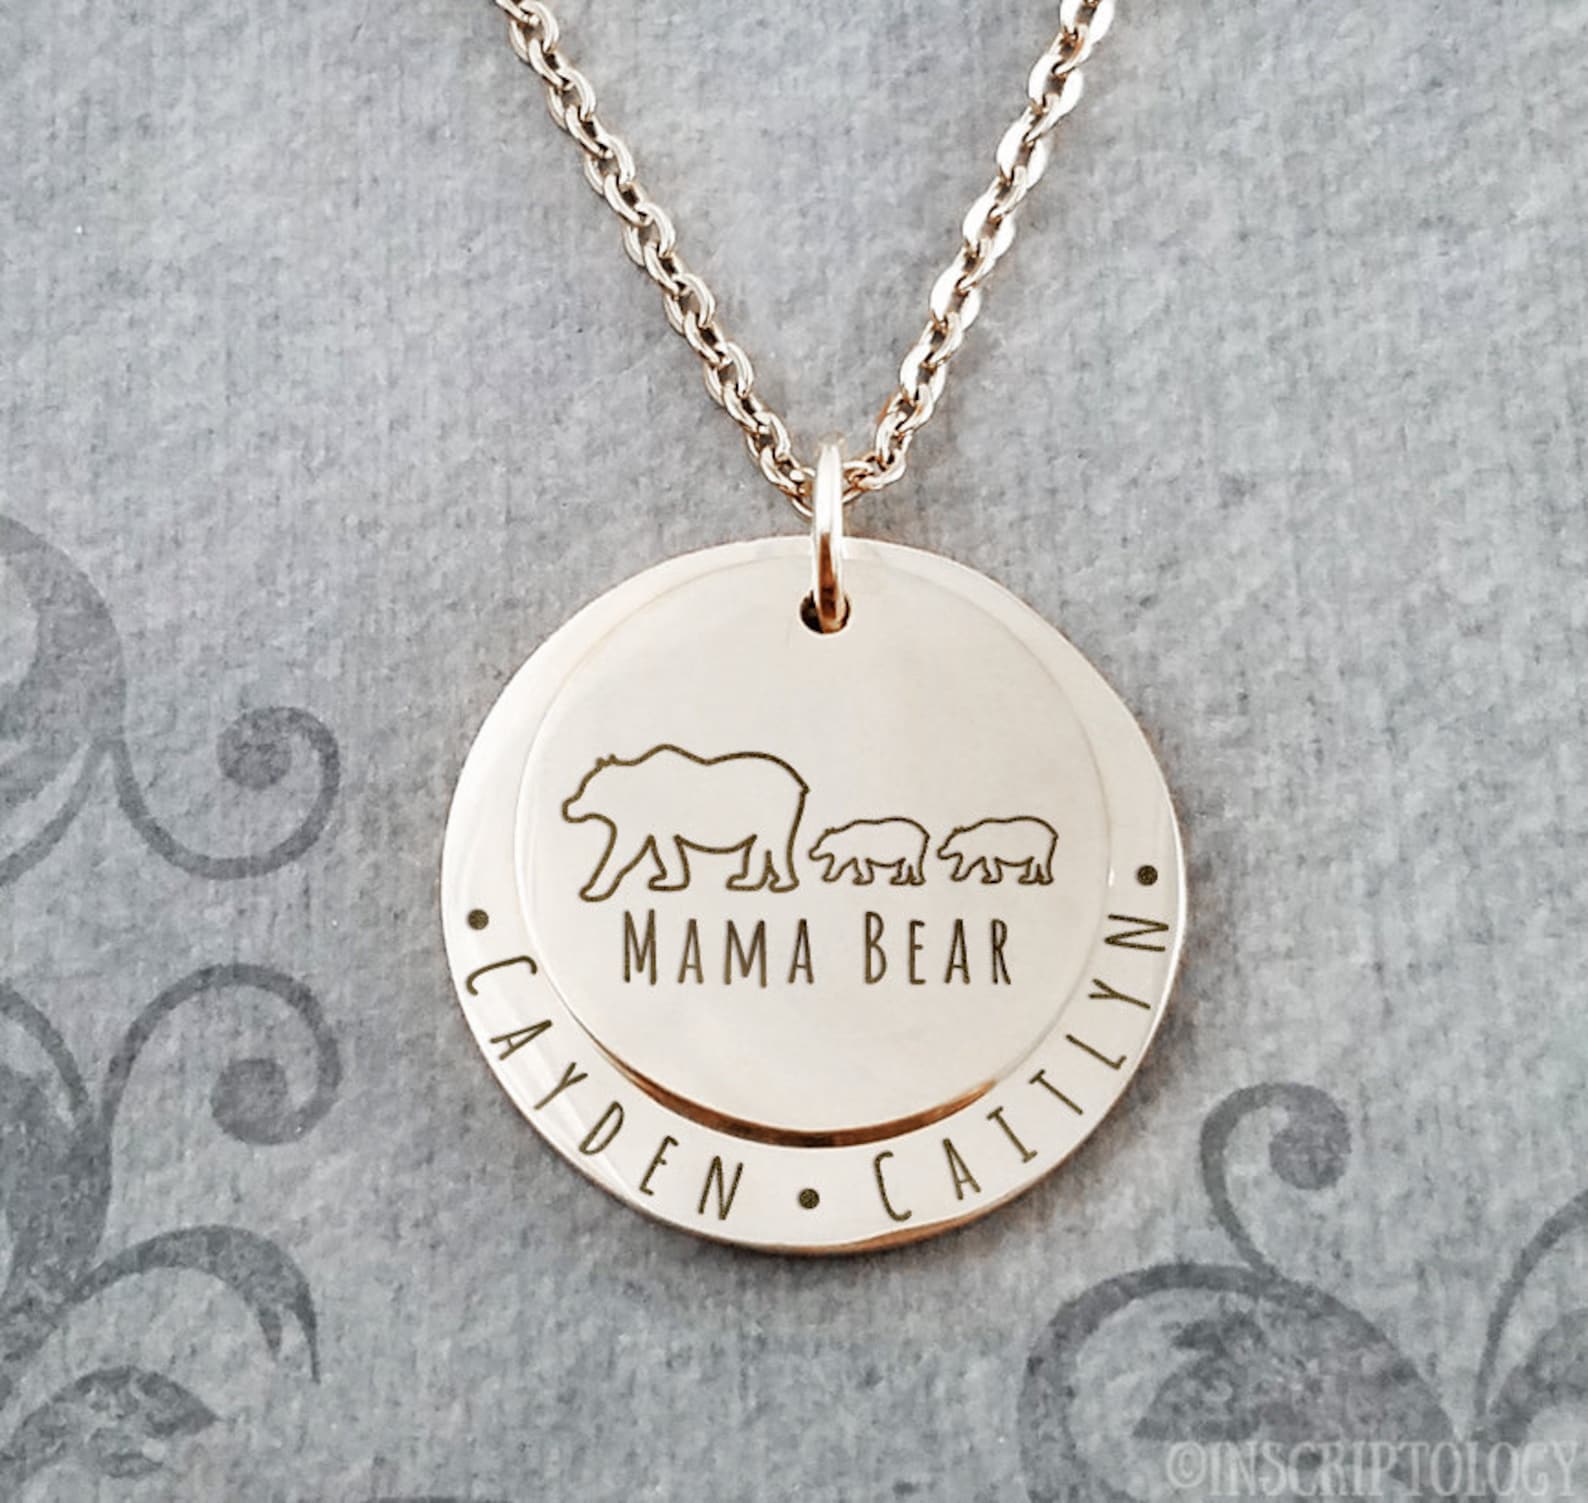 MAMA BEAR
• CAYDEN • CAITLYN •
©INSCRIPTOLOGY